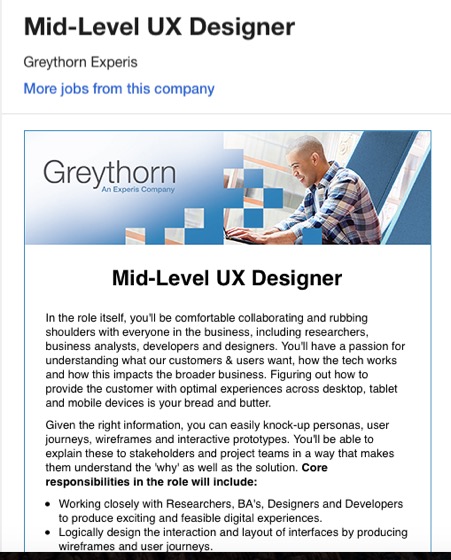 Mid-Level UX Designer
Greythorn Experis
More jobs from this company
Greythorn
An Experis Company
Mid-Level UX Designer
In the role itself, you'll be comfortable collaborating and rubbing
shoulders with everyone in the business, including researchers,
business analysts, developers and designers. You'll have a passion for
understanding what our customers & users want, how the tech works
and how this impacts the broader business. Figuring out how to
provide the customer with optimal experiences across desktop, tablet
and mobile devices is your bread and butter.
Given the right information, you can easily knock-up personas, user
journeys, wireframes and interactive prototypes. You'll be able to
explain these to stakeholders and project teams in a way that makes
them understand the 'why' as well as the solution. Core
responsibilities in the role will include:
• Working closely with Researchers, BA's, Designers and Developers
to produce exciting and feasible digital experiences.
• Logically design the interaction and layout of interfaces by producing
wireframes and user journeys.